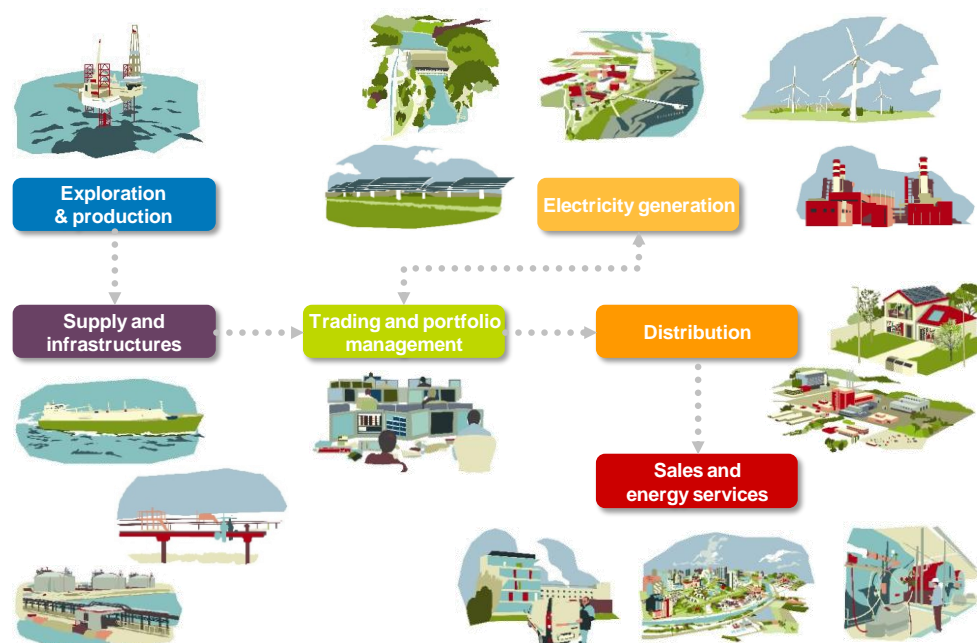 Exploration
& production
Electricity generation
Supply and
infrastructures
Trading and portfolio
management
Distribution
Sales and
energy services